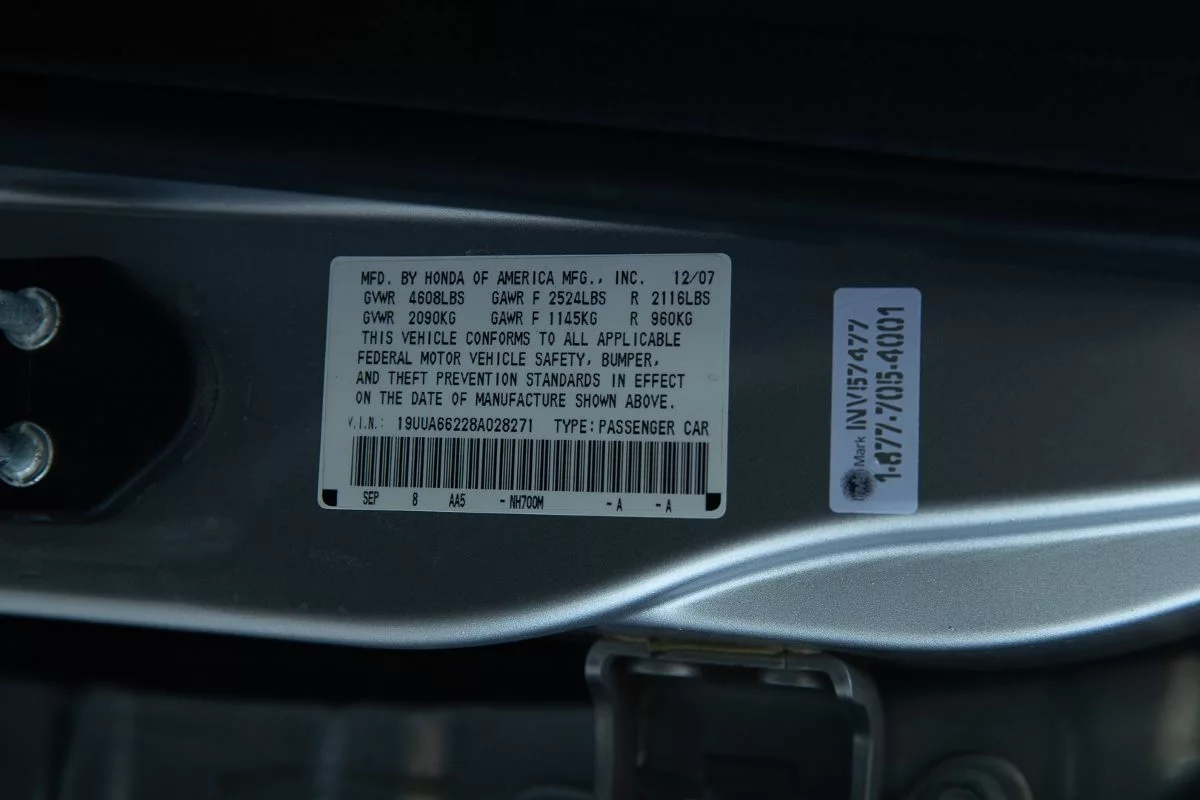 MFD. BY HONDA OF AMERICA MFG., INC. 12/07
GVWR 4608LBS GAWR F 2524LBS R 2116LBS
GVWR 2090KG GAWR F 1145KG R 960KG
THIS VEHICLE CONFORMS TO ALL APPLICABLE
FEDERAL MOTOR VEHICLE SAFETY, BUMPER,
AND THEFT PREVENTION STANDARDS IN EFFECT
ON THE DATE OF MANUFACTURE SHOWN ABOVE.
V.I.N.: 19UUA66228A028271 TYPE: PASSENGER CAR
SEP 8 AA5 -NH700M -A -A
Mark INV57477
1-877-705-4001